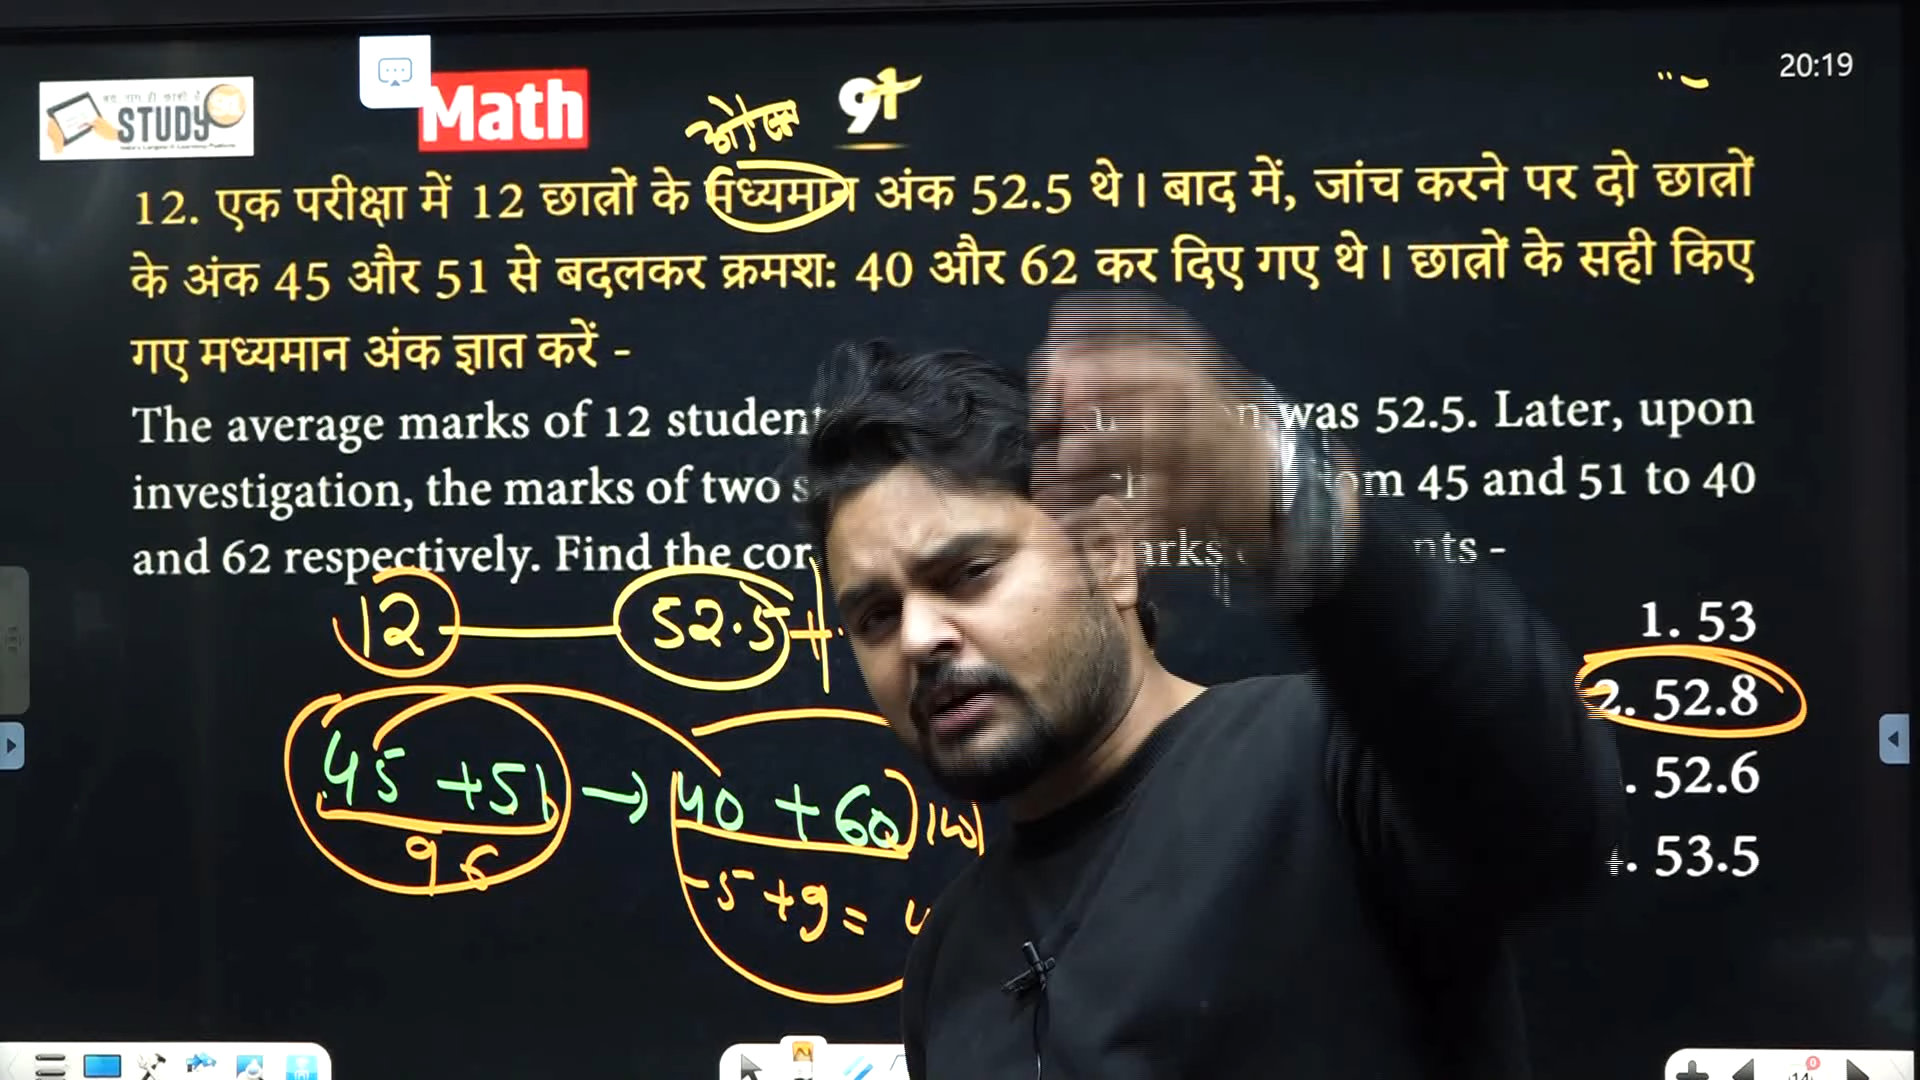 20:19
STUDY
Math
औसत
9+
12. एक परीक्षा में 12 छात्रों के मध्यमान अंक 52.5 थे। बाद में, जांच करने पर दो छात्रों
के अंक 45 और 51 से बदलकर क्रमश: 40 और 62 कर दिए गए थे। छात्रों के सही किए
गए मध्यमान अंक ज्ञात करें -
The average marks of 12 was 52.5. Later, upon
investigation, the marks of two 45 and 51 to 40
and 62 respectively. Find the
12 52.5 +
1. 53
2. 52.8
45 + 51 → 40 + 60
52.6
96
-5 + 9 =
53.5